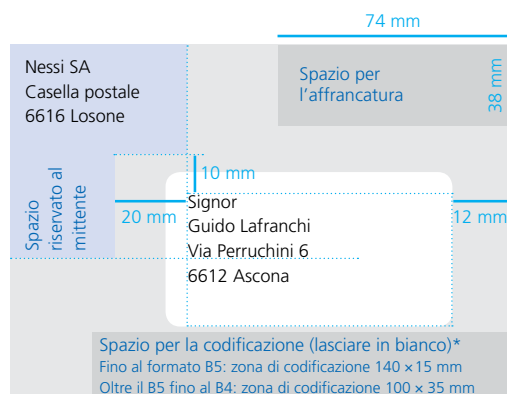 74 mm
Nessi SA
Casella postale
6616 Losone
Spazio per
l'affrancatura
38 mm
10 mm
Spazio
riservato al
mittente
20 mm
12 mm
Signor
Guido Lafranchi
Via Perruchini 6
6612 Ascona
Spazio per la codificazione (lasciare in bianco)*
Fino al formato B5: zona di codificazione 140 × 15 mm
Oltre il B5 fino al B4: zona di codificazione 100 × 35 mm